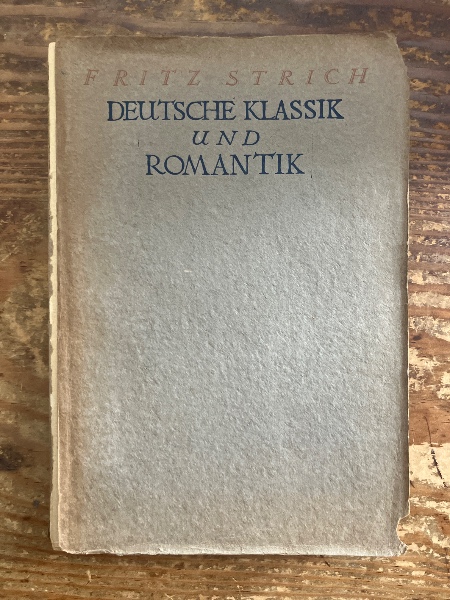 FRITZ STRICH
DEUTSCHE KLASSIK
UND
ROMANTIK